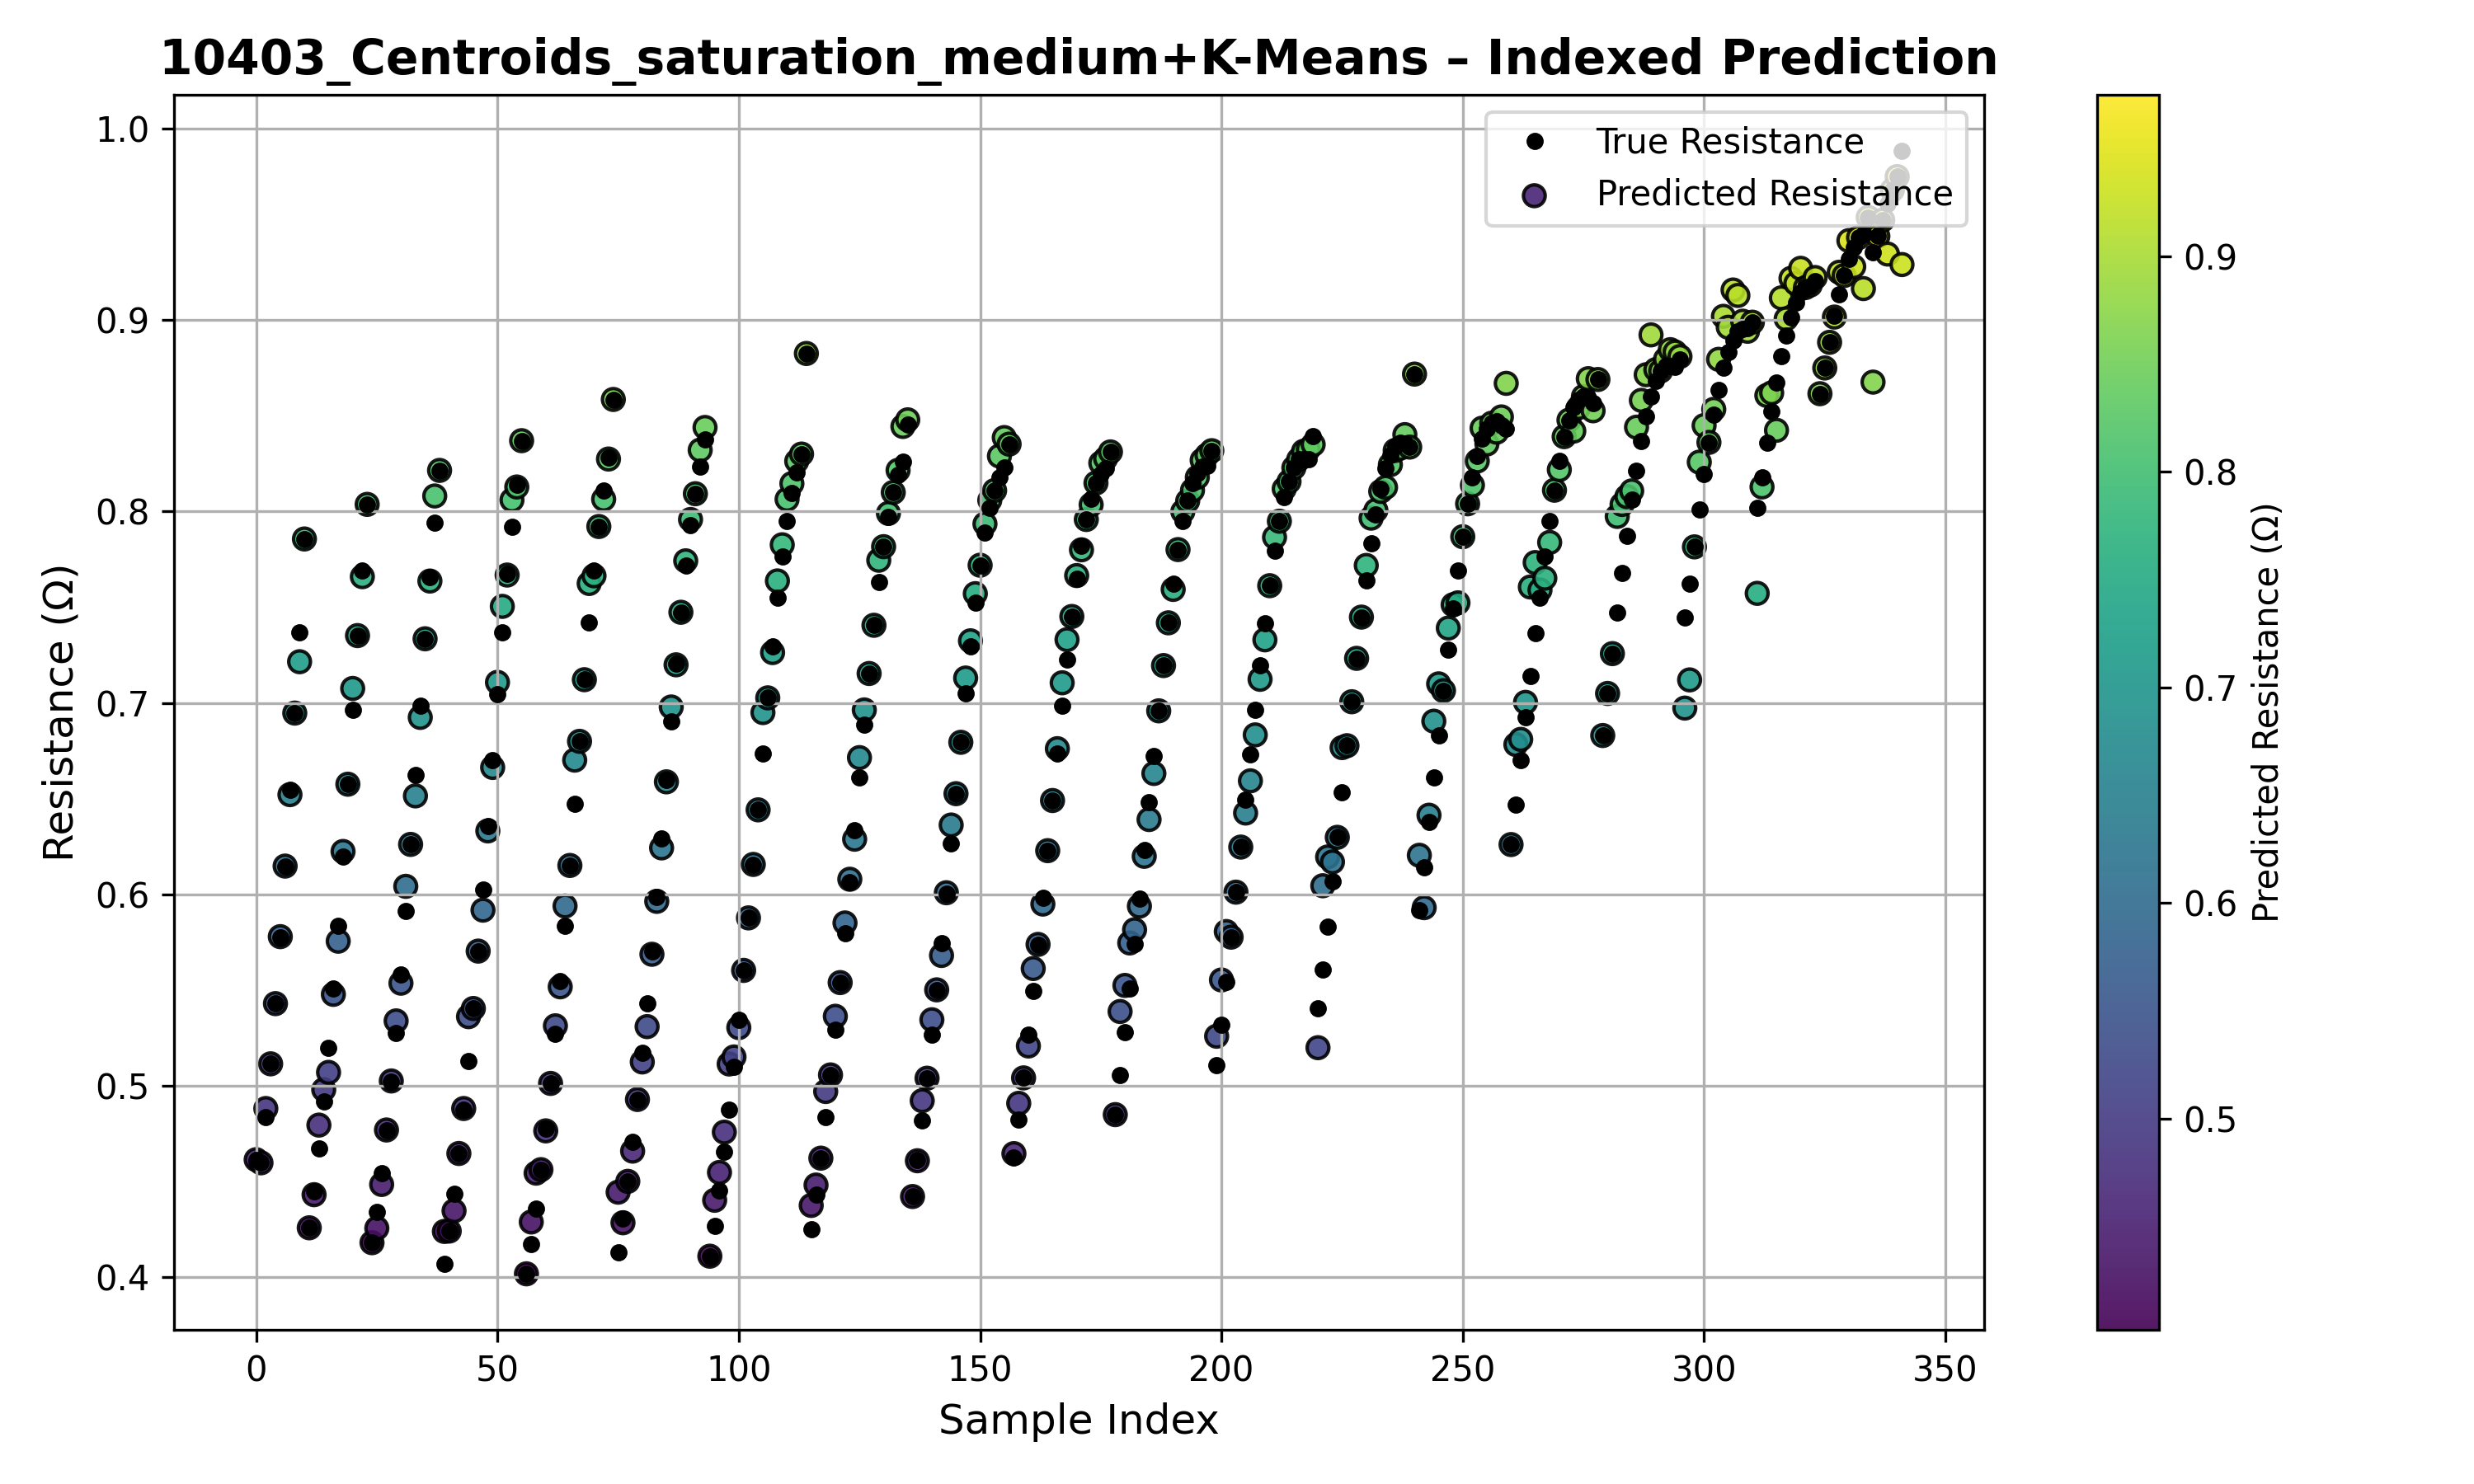 10403_Centroids_saturation_medium+K-Means – Indexed Prediction
True Resistance
Predicted Resistance
1.0
0.9
0.8
0.7
0.6
0.5
0.4
Resistance (Ω)
0 50 100 150 200 250 300 350
Sample Index
0.9
0.8
0.7
0.6
0.5
Predicted Resistance (Ω)